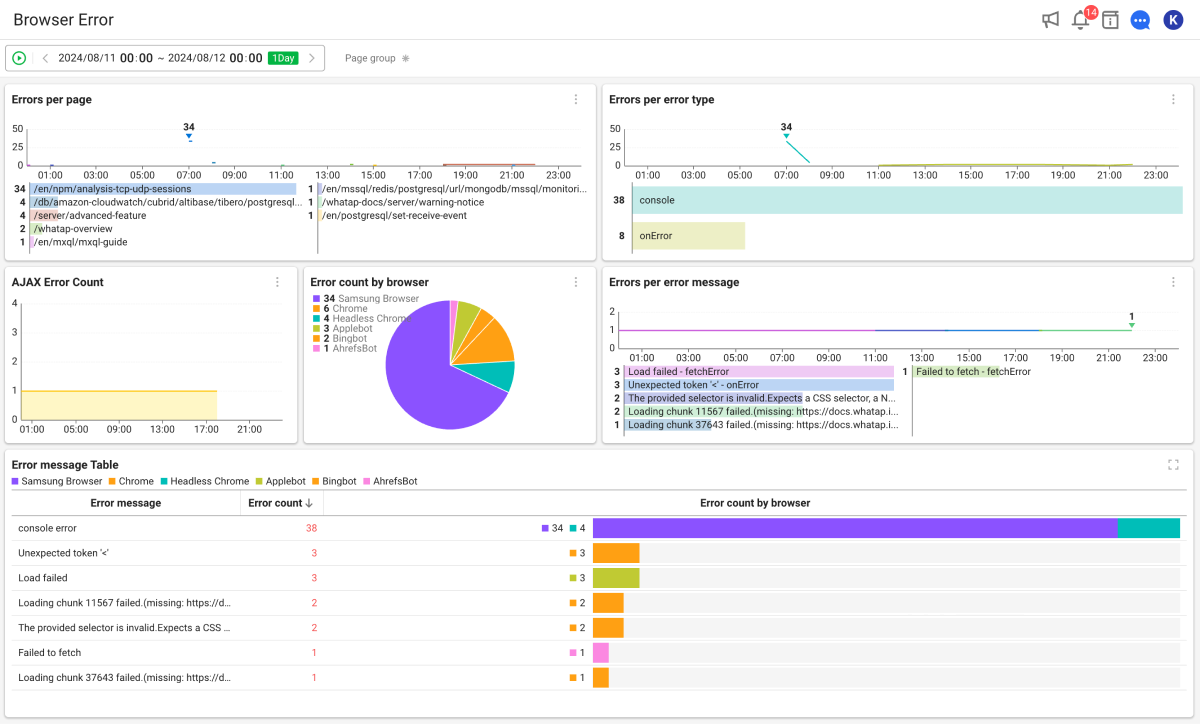 Browser Error
14
K
2024/08/11 00:00 ~ 2024/08/12 00:00 1Day
Page group ✳
Errors per page
50
25
0
34
01:00 03:00 05:00 07:00 09:00 11:00 13:00 15:00 17:00 19:00 21:00 23:00
34 /en/npm/analysis-tcp-udp-sessions
4 /db/amazon-cloudwatch/cubrid/altibase/tibero/postgresql...
4 /server/advanced-feature
2 /whatap-overview
1 /en/mxql/mxql-guide
1 /en/mssql/redis/postgresql/url/mongodb/mssql/monitori...
1 /whatap-docs/server/warning-notice
1 /en/postgresql/set-receive-event
Errors per error type
50
25
0
34
01:00 03:00 05:00 07:00 09:00 11:00 13:00 15:00 17:00 19:00 21:00 23:00
38 console
8 onError
AJAX Error Count
4
3
2
1
0
01:00 05:00 09:00 13:00 17:00 21:00
Error count by browser
34 Samsung Browser
6 Chrome
4 Headless Chrom
3 Applebot
2 Bingbot
1 AhrefsBot
Errors per error message
2
1
0
1
01:00 03:00 05:00 07:00 09:00 11:00 13:00 15:00 17:00 19:00 21:00 23:00
3 Load failed - fetchError
3 Unexpected token '<' - onError
2 The provided selector is invalid.Expects a CSS selector, a N...
2 Loading chunk 11567 failed.(missing: https://docs.whatap.i...
1 Loading chunk 37643 failed.(missing: https://docs.whatap.i...
1 Failed to fetch - fetchError
Error message Table
Samsung Browser Chrome Headless Chrome Applebot Bingbot AhrefsBot
Error message Error count ↓ Error count by browser
console error 38 34 4
Unexpected token '<' 3 3
Load failed 3 3
Loading chunk 11567 failed.(missing: https://d... 2 2
The provided selector is invalid.Expects a CSS ... 2 2
Failed to fetch 1 1
Loading chunk 37643 failed.(missing: https://d... 1 1